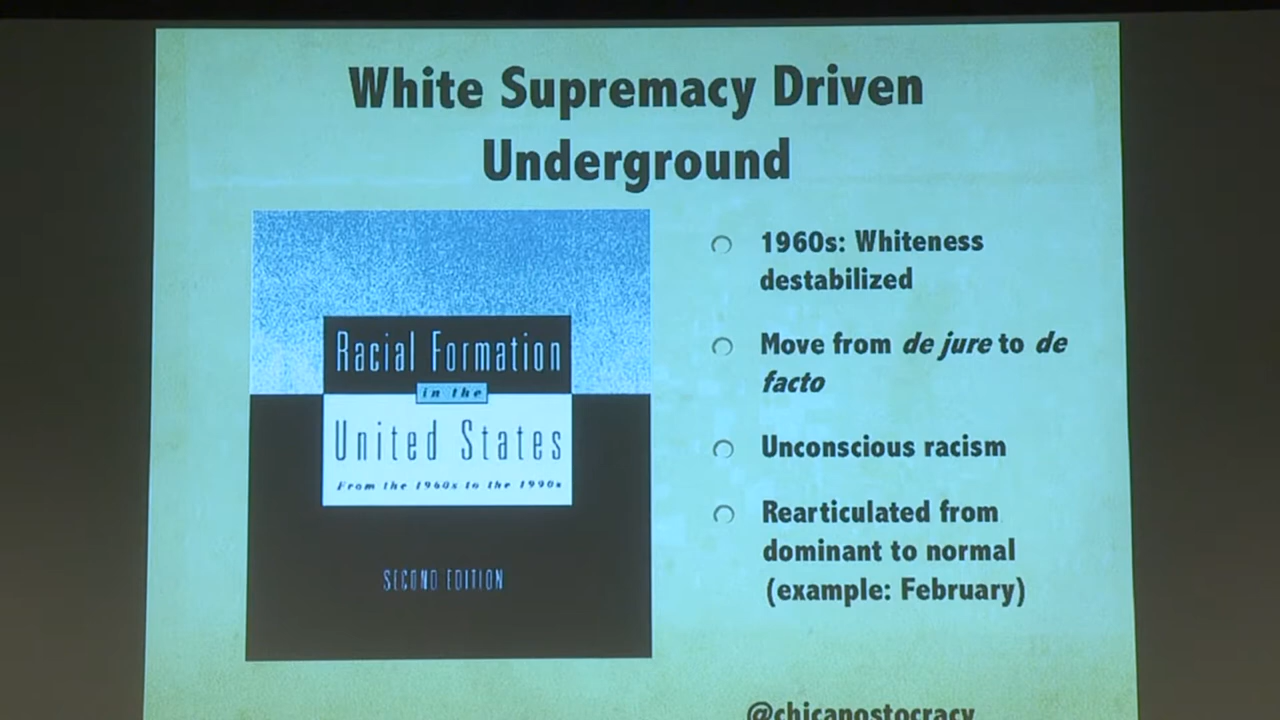 White Supremacy Driven
Underground
Racial Formation
in the
United States
From the 1960s to the 1990s
SECOND EDITION
1960s: Whiteness
destabilized
Move from de jure to de
facto
Unconscious racism
Rearticulated from
dominant to normal
(example: February)
@chicanostocracy